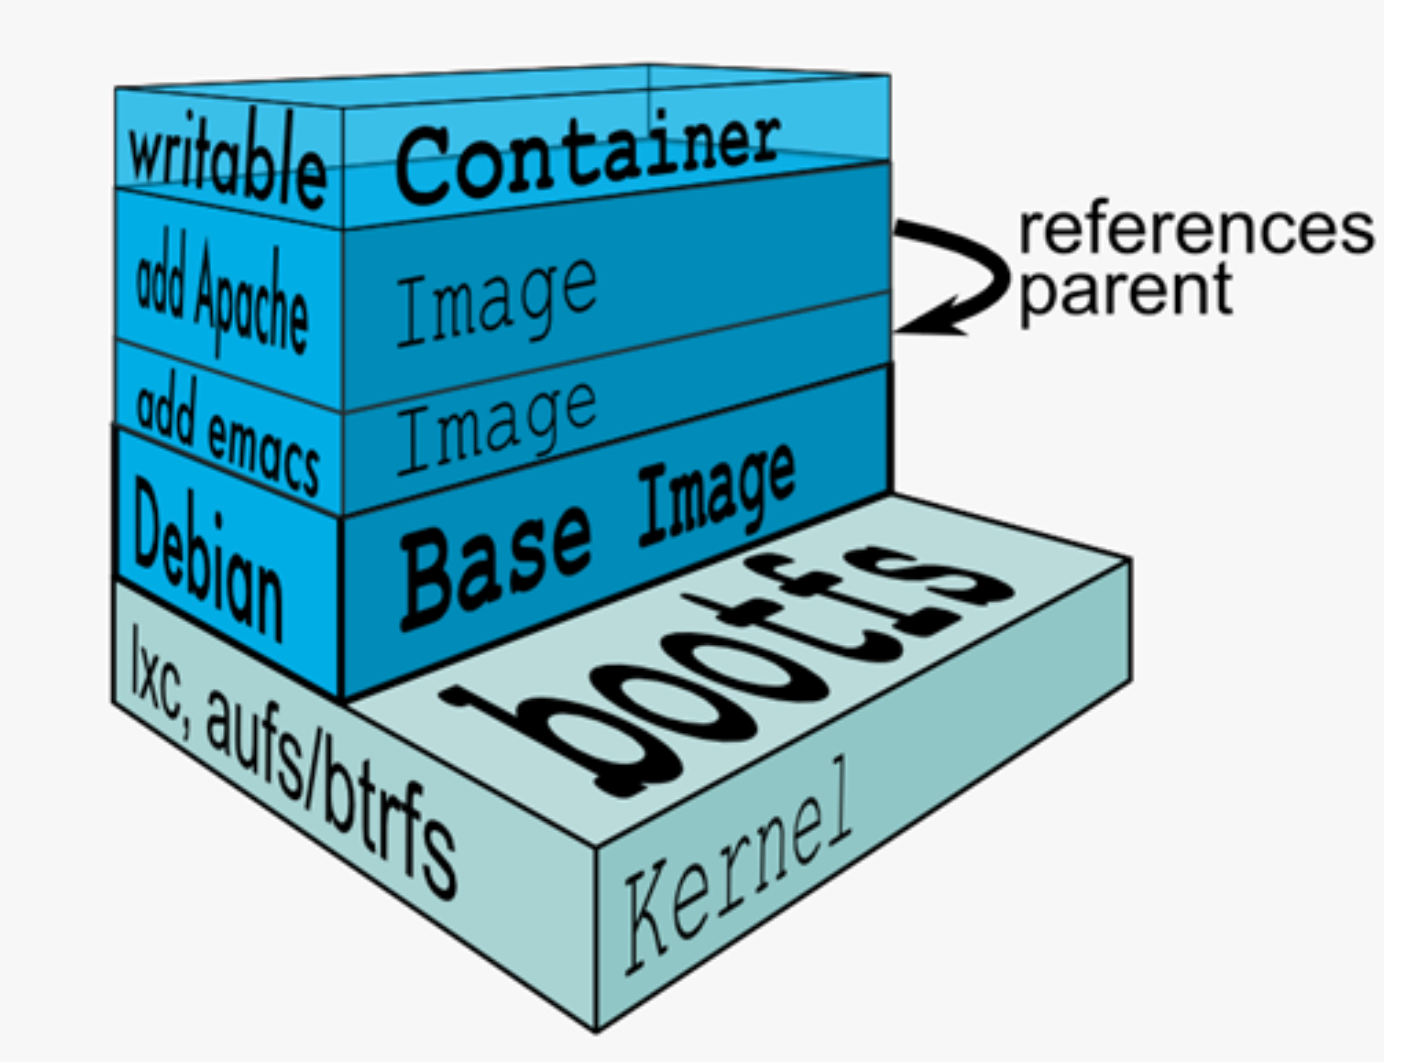 writable Container
add Apache Image
references
parent
add emacs Image
Debian Base Image
bootfs
lxc, aufs/btrfs
Kernel